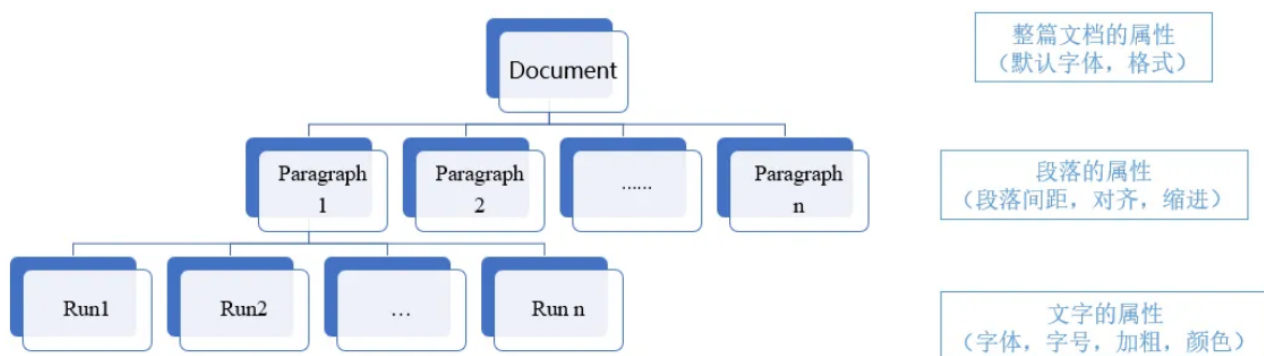 Document
整篇文档的属性
（默认字体，格式）
Paragraph
1
Paragraph
2
……
Paragraph
n
段落的属性
（段落间距，对齐，缩进）
Run1
Run2
…
Run n
文字的属性
（字体，字号，加粗，颜色）